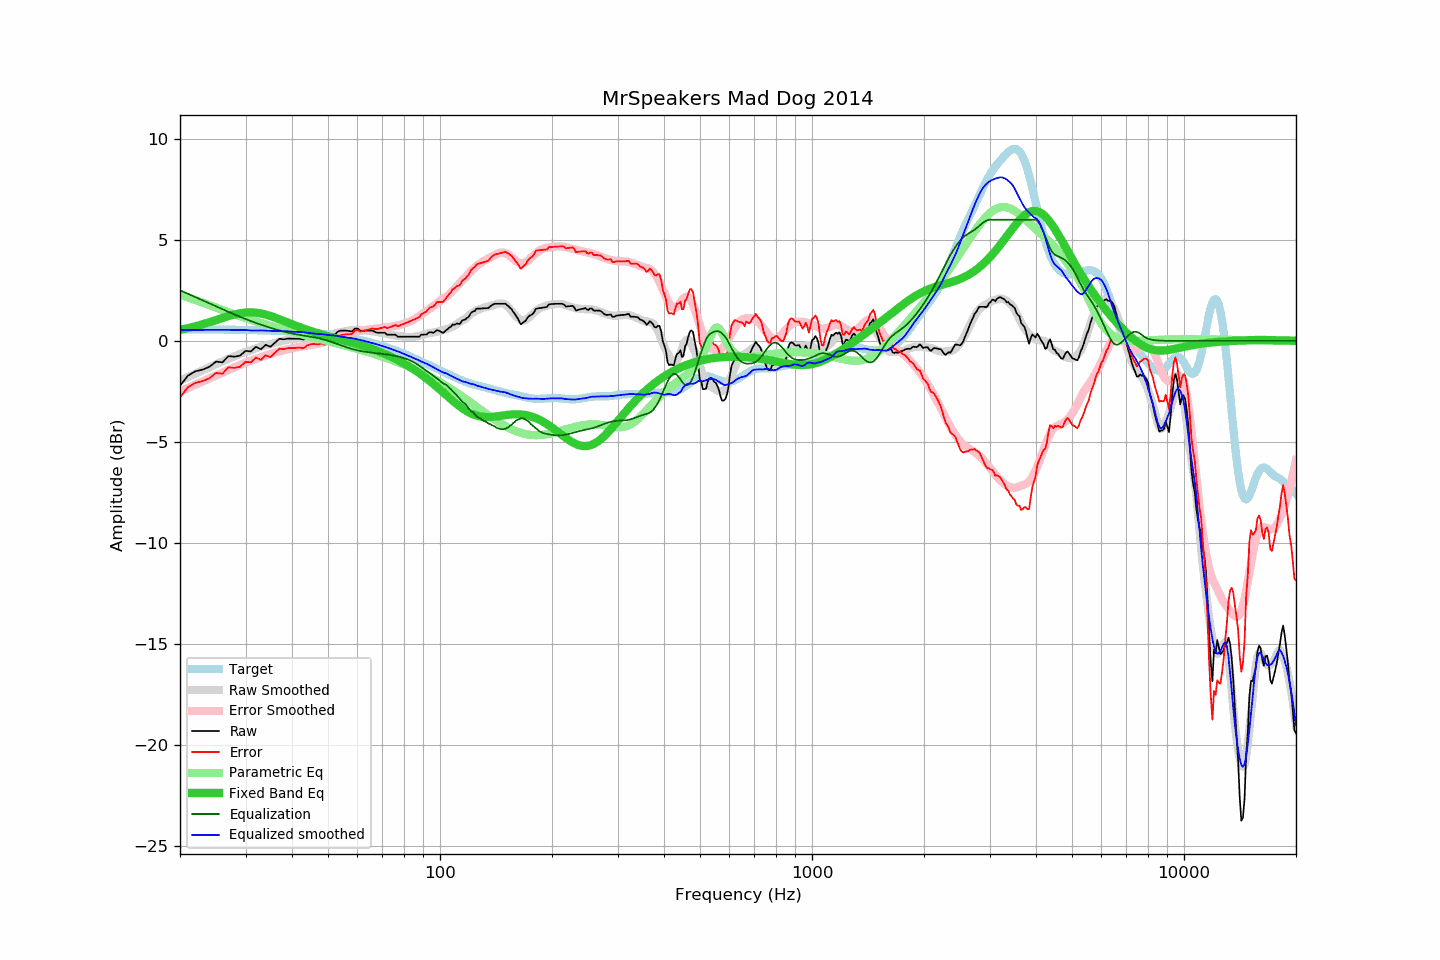 MrSpeakers Mad Dog 2014
10
5
0
−5
−10
−15
−20
−25
Amplitude (dBr)
Target
Raw Smoothed
Error Smoothed
Raw
Error
Parametric Eq
Fixed Band Eq
Equalization
Equalized smoothed
100
1000
10000
Frequency (Hz)